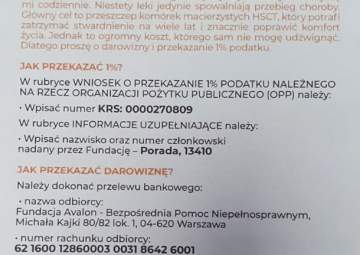 mi codziennie. Niestety leki jedynie spowalniają przebieg choroby.
Główny cel to przeszczep komórek macierzystych HSCT, który potrafi
zatrzymać stwardnienie na wiele lat i znacznie poprawić komfort
życia. Jednak to ogromny koszt, którego sam nie mogę udźwignąć.
Dlatego proszę o darowizny i przekazanie 1% podatku.
JAK PRZEKAZAĆ 1%?
W rubryce WNIOSEK O PRZEKAZANIE 1% PODATKU NALEŻNEGO
NA RZECZ ORGANIZACJI POŻYTKU PUBLICZNEGO (OPP) należy:
• Wpisać numer KRS: 0000270809
W rubryce INFORMACJE UZUPEŁNIAJĄCE należy:
• Wpisać nazwisko oraz numer członkowski
nadany przez Fundację – Porada, 13410
JAK PRZEKAZAĆ DAROWIZNĘ?
Należy dokonać przelewu bankowego:
• nazwa odbiorcy:
Fundacja Avalon - Bezpośrednia Pomoc Niepełnosprawnym,
Michała Kajki 80/82 lok. 1, 04-620 Warszawa
• numer rachunku odbiorcy:
62 1600 12860003 0031 8642 6001